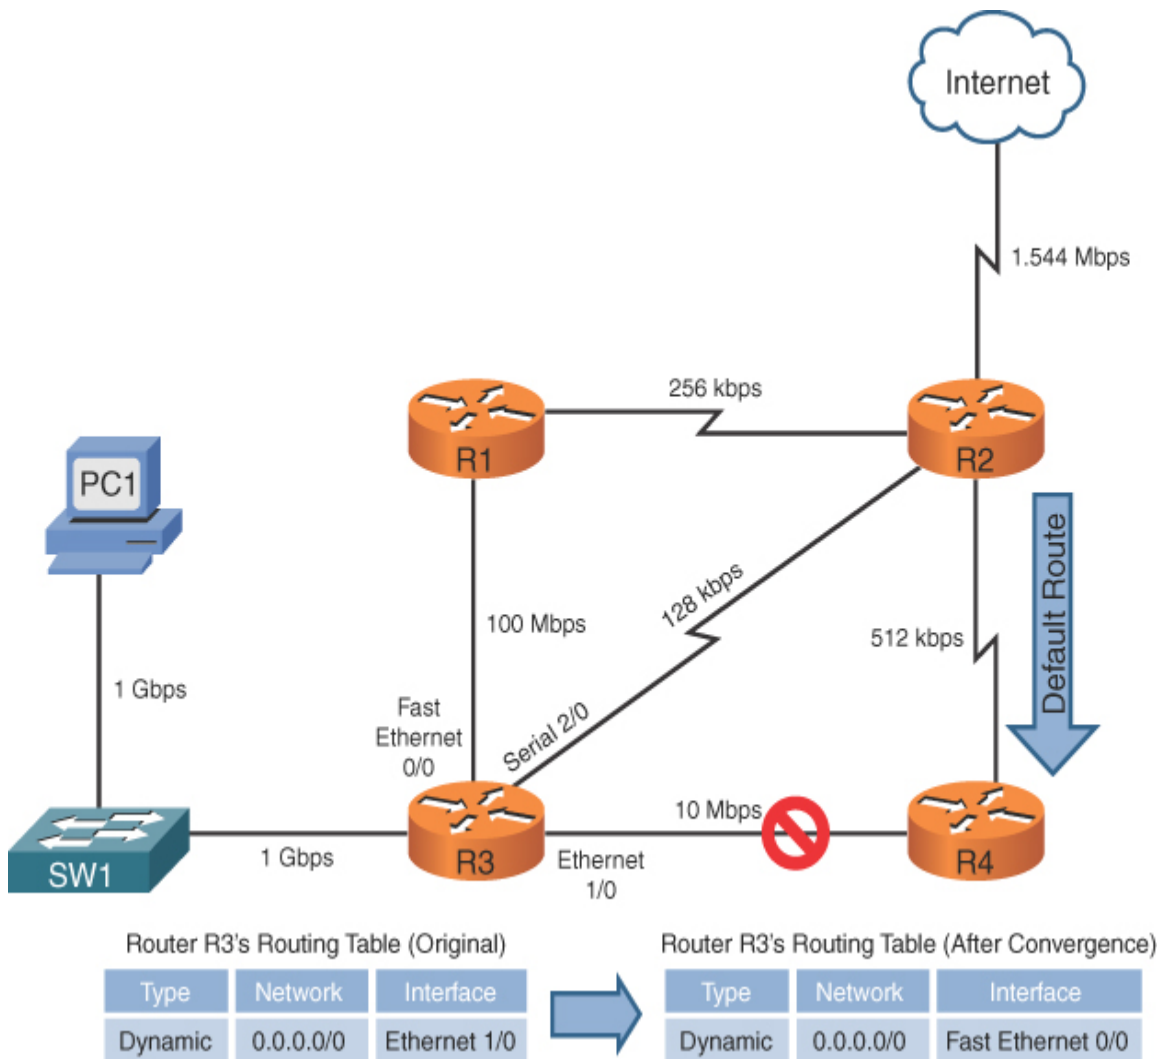 Internet
1.544 Mbps
256 kbps
R1
R2
PC1
Default Route
128 kbps
100 Mbps
512 kbps
1 Gbps
Fast
Ethernet
0/0
Serial 2/0
10 Mbps
SW1
1 Gbps
R3
Ethernet
1/0
R4
Router R3's Routing Table (Original)
Type Network Interface
Dynamic 0.0.0.0/0 Ethernet 1/0
Router R3's Routing Table (After Convergence)
Type Network Interface
Dynamic 0.0.0.0/0 Fast Ethernet 0/0